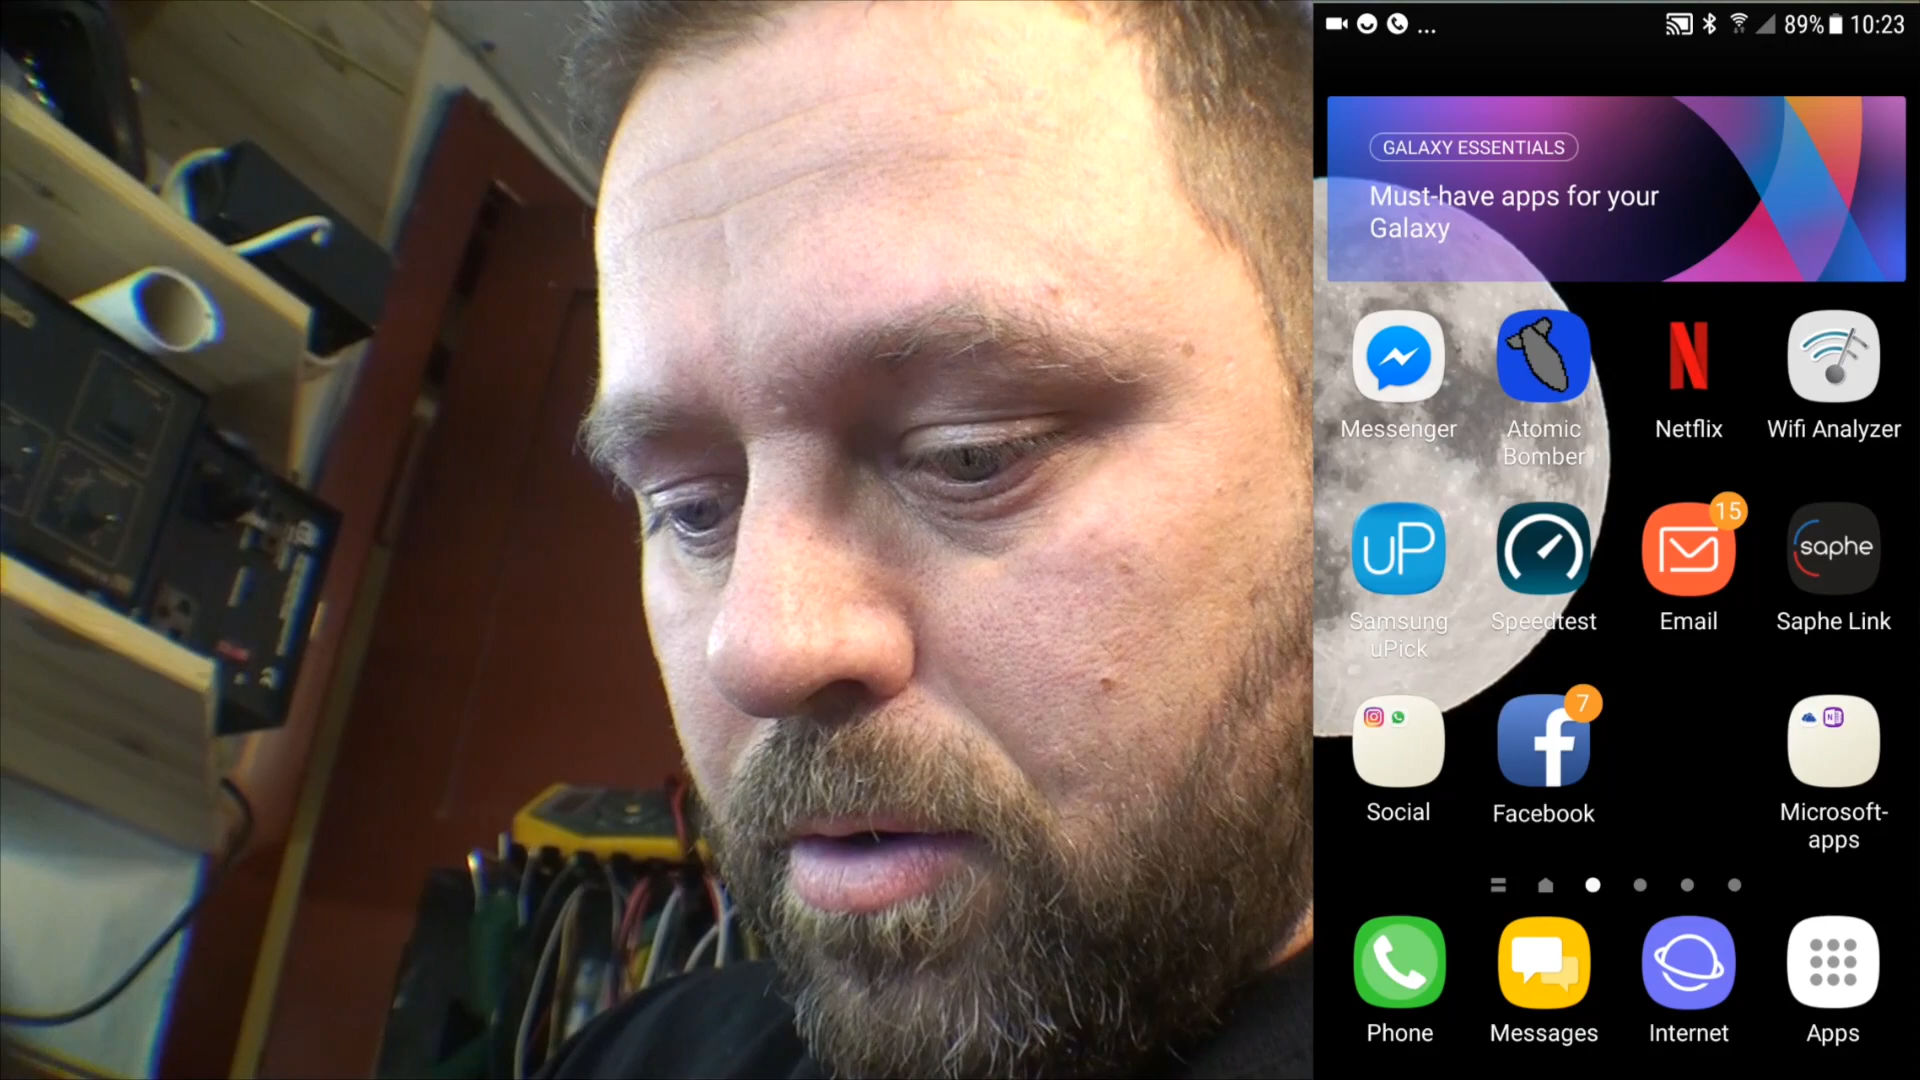 ... 89% 10:23
GALAXY ESSENTIALS
Must-have apps for your
Galaxy
Messenger
Atomic
Bomber
N
Netflix
Wifi Analyzer
uP
15
saphe
Samsung
uPick
Speedtest
Email
Saphe Link
7
f
N
Social
Facebook
Microsoft-
apps
Phone
Messages
Internet
Apps